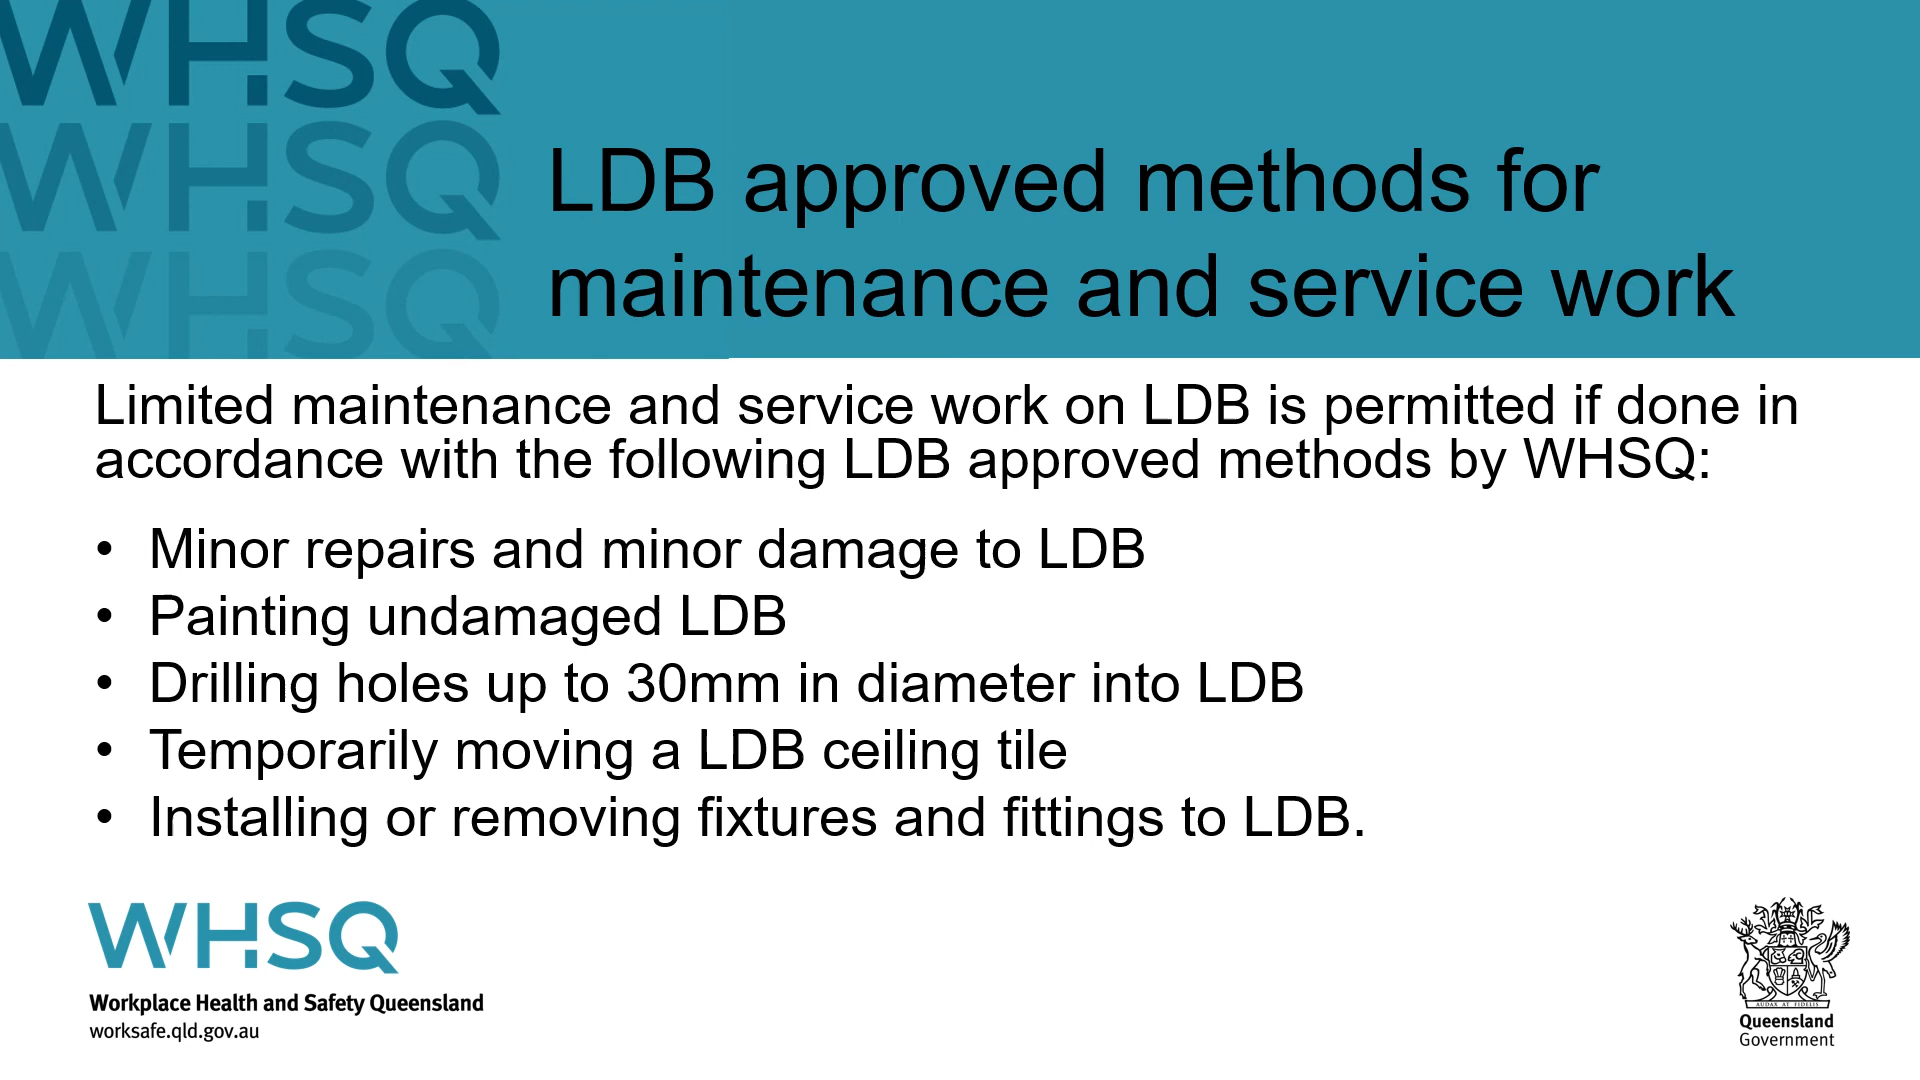 WHSQ
WHSQ
WHSQ
LDB approved methods for
maintenance and service work
Limited maintenance and service work on LDB is permitted if done in
accordance with the following LDB approved methods by WHSQ:
• Minor repairs and minor damage to LDB
• Painting undamaged LDB
• Drilling holes up to 30mm in diameter into LDB
• Temporarily moving a LDB ceiling tile
• Installing or removing fixtures and fittings to LDB.
WHSQ
Workplace Health and Safety Queensland
worksafe.qld.gov.au
AUDAX AT FIDELIS
Queensland
Government